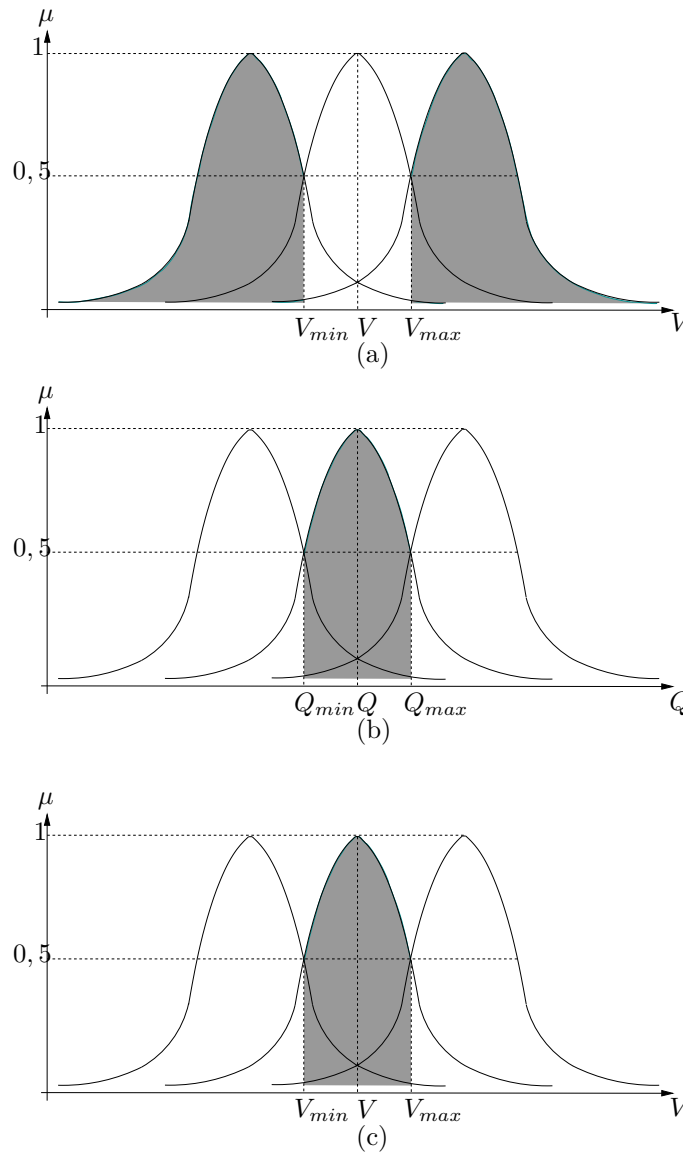 μ
1
0, 5
V_min V V_max V
(a)
μ
1
0, 5
Q_min Q Q_max Q
(b)
μ
1
0, 5
V_min V V_max V
(c)